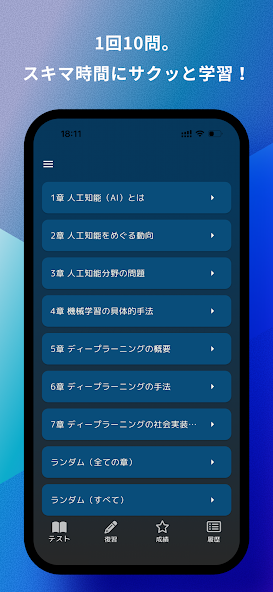 1回10問。
スキマ時間にサクッと学習！
18:11
1章 人工知能（AI）とは
2章 人工知能をめぐる動向
3章 人工知能分野の問題
4章 機械学習の具体的手法
5章 ディープラーニングの概要
6章 ディープラーニングの手法
7章 ディープラーニングの社会実装…
ランダム（全ての章）
ランダム（すべて）
テスト 復習 成績 履歴